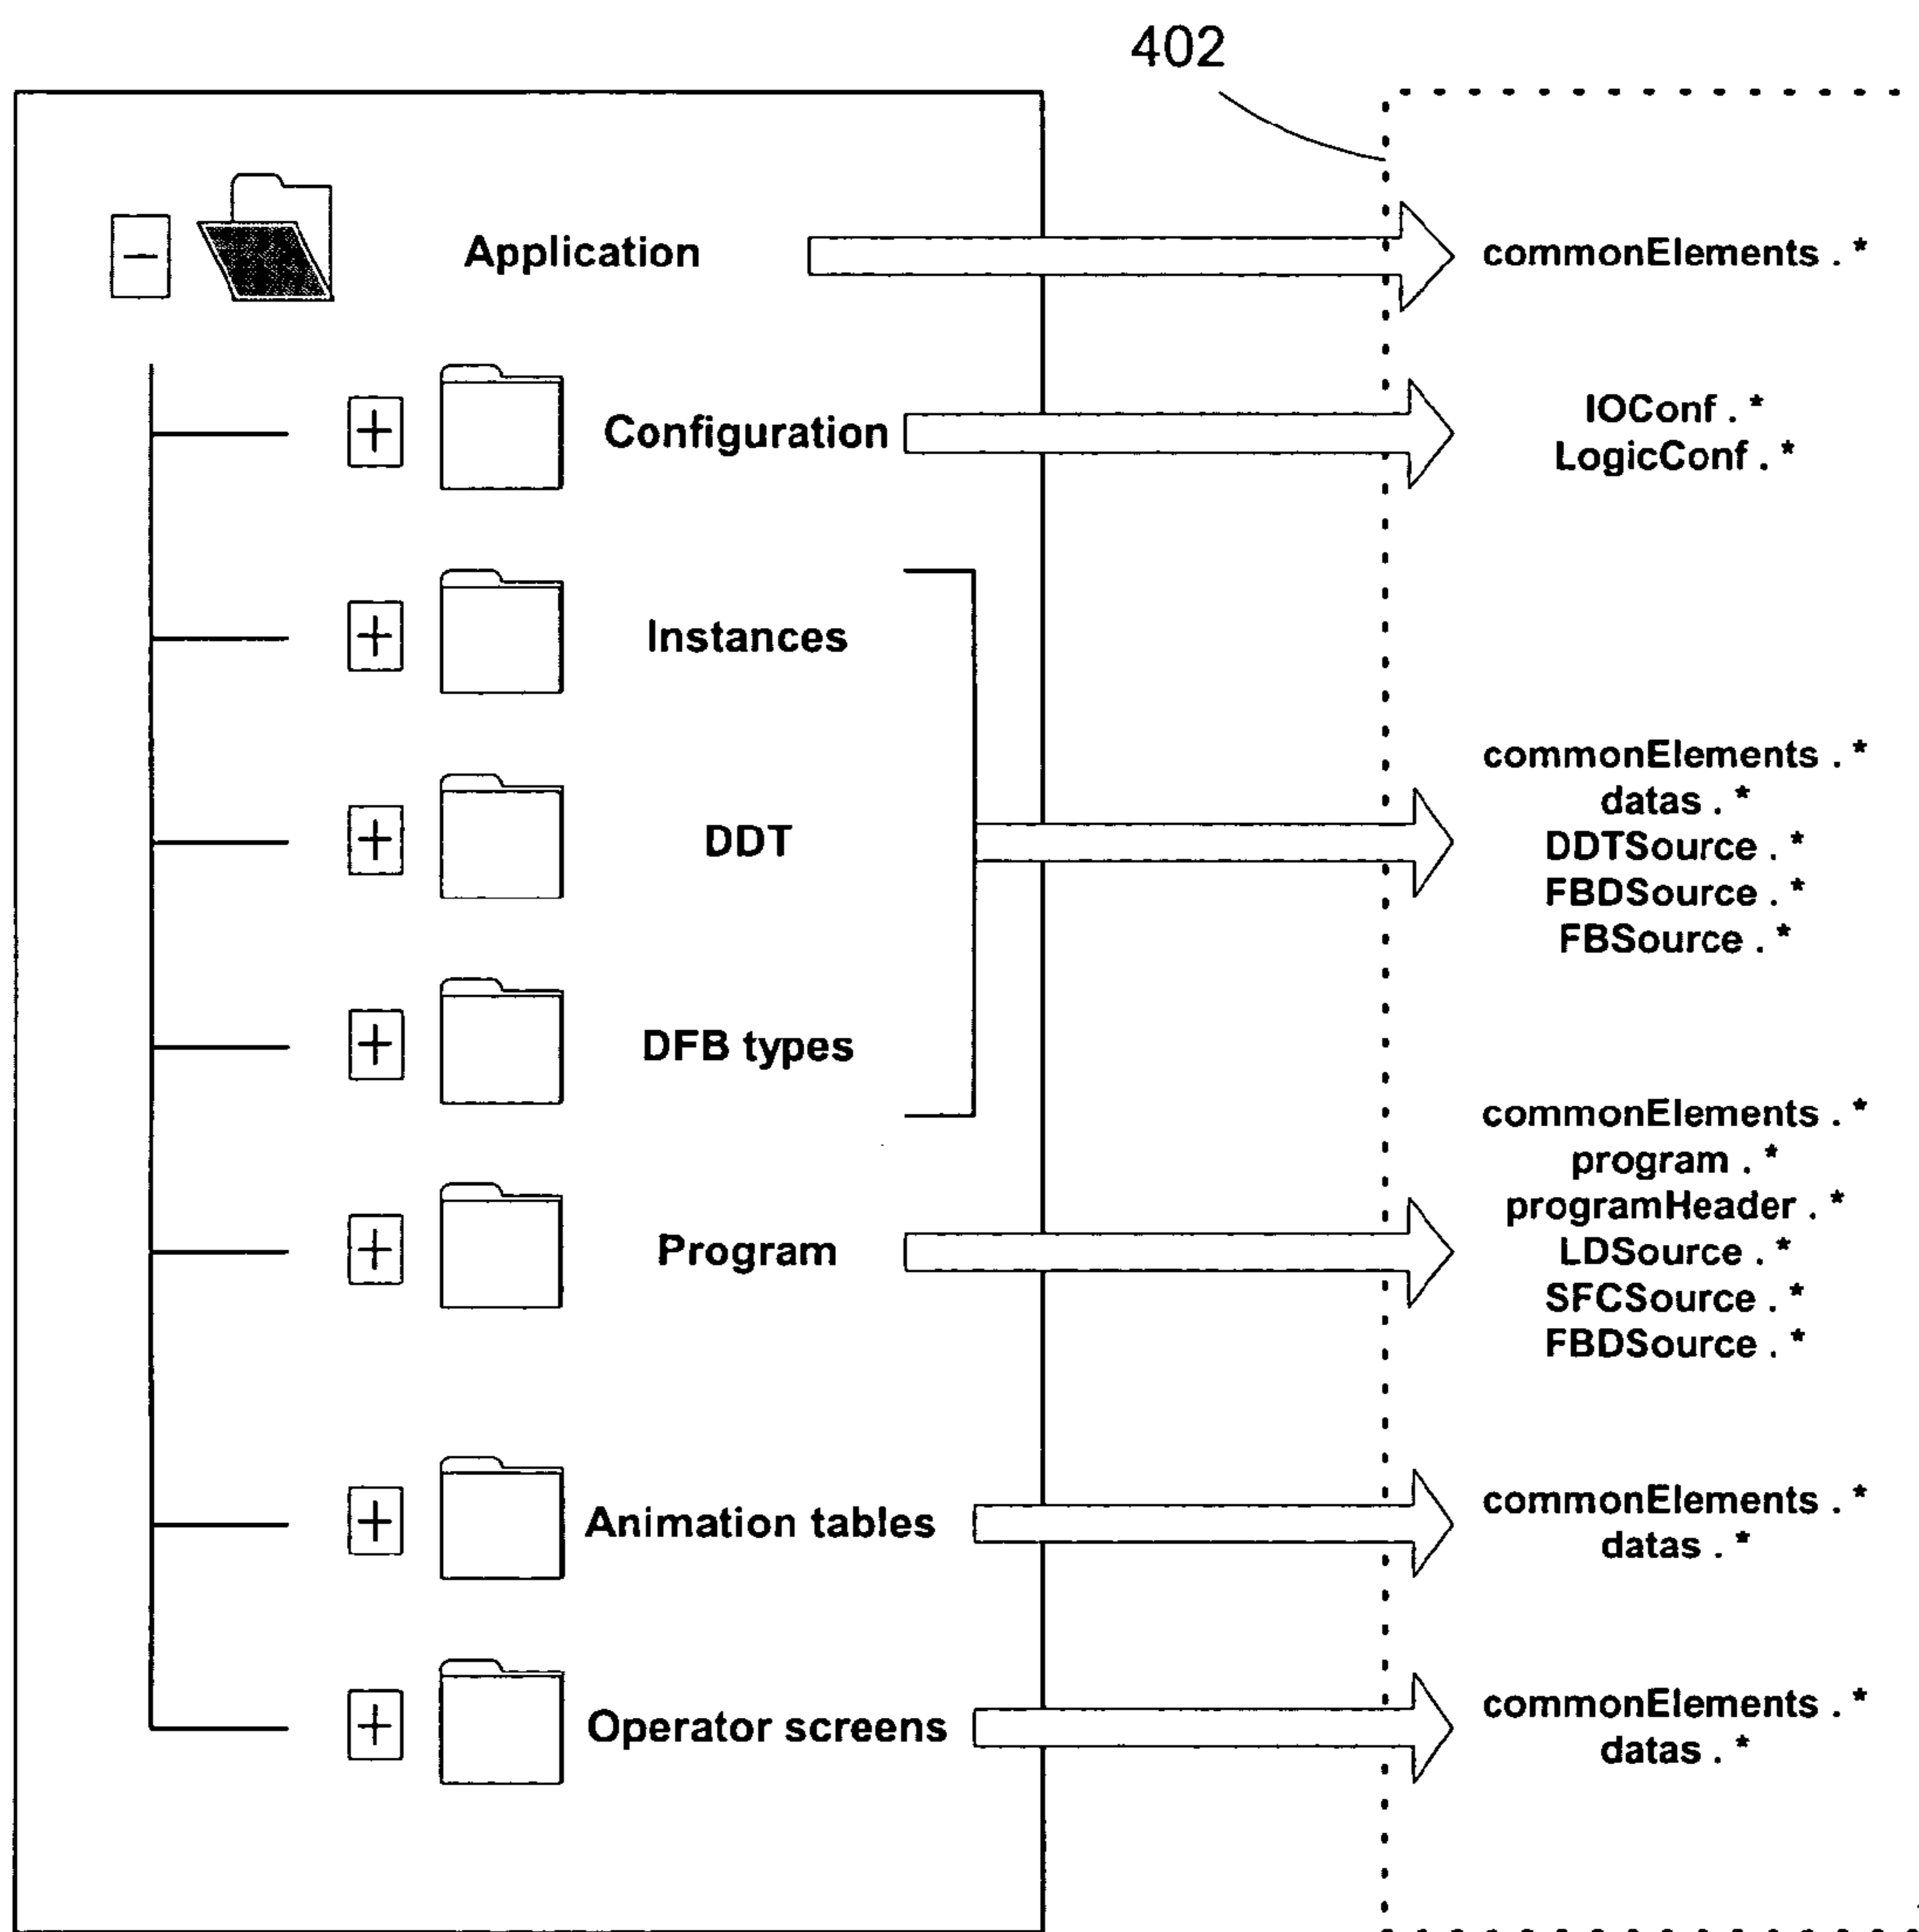 402
Application
commonElements . *
Configuration
IOConf . *
LogicConf . *
Instances
DDT
DFB types
commonElements . *
datas . *
DDTSource . *
FBDSource . *
FBSource . *
Program
commonElements . *
program . *
programHeader . *
LDSource . *
SFCSource . *
FBDSource . *
Animation tables
commonElements . *
datas . *
Operator screens
commonElements . *
datas . *